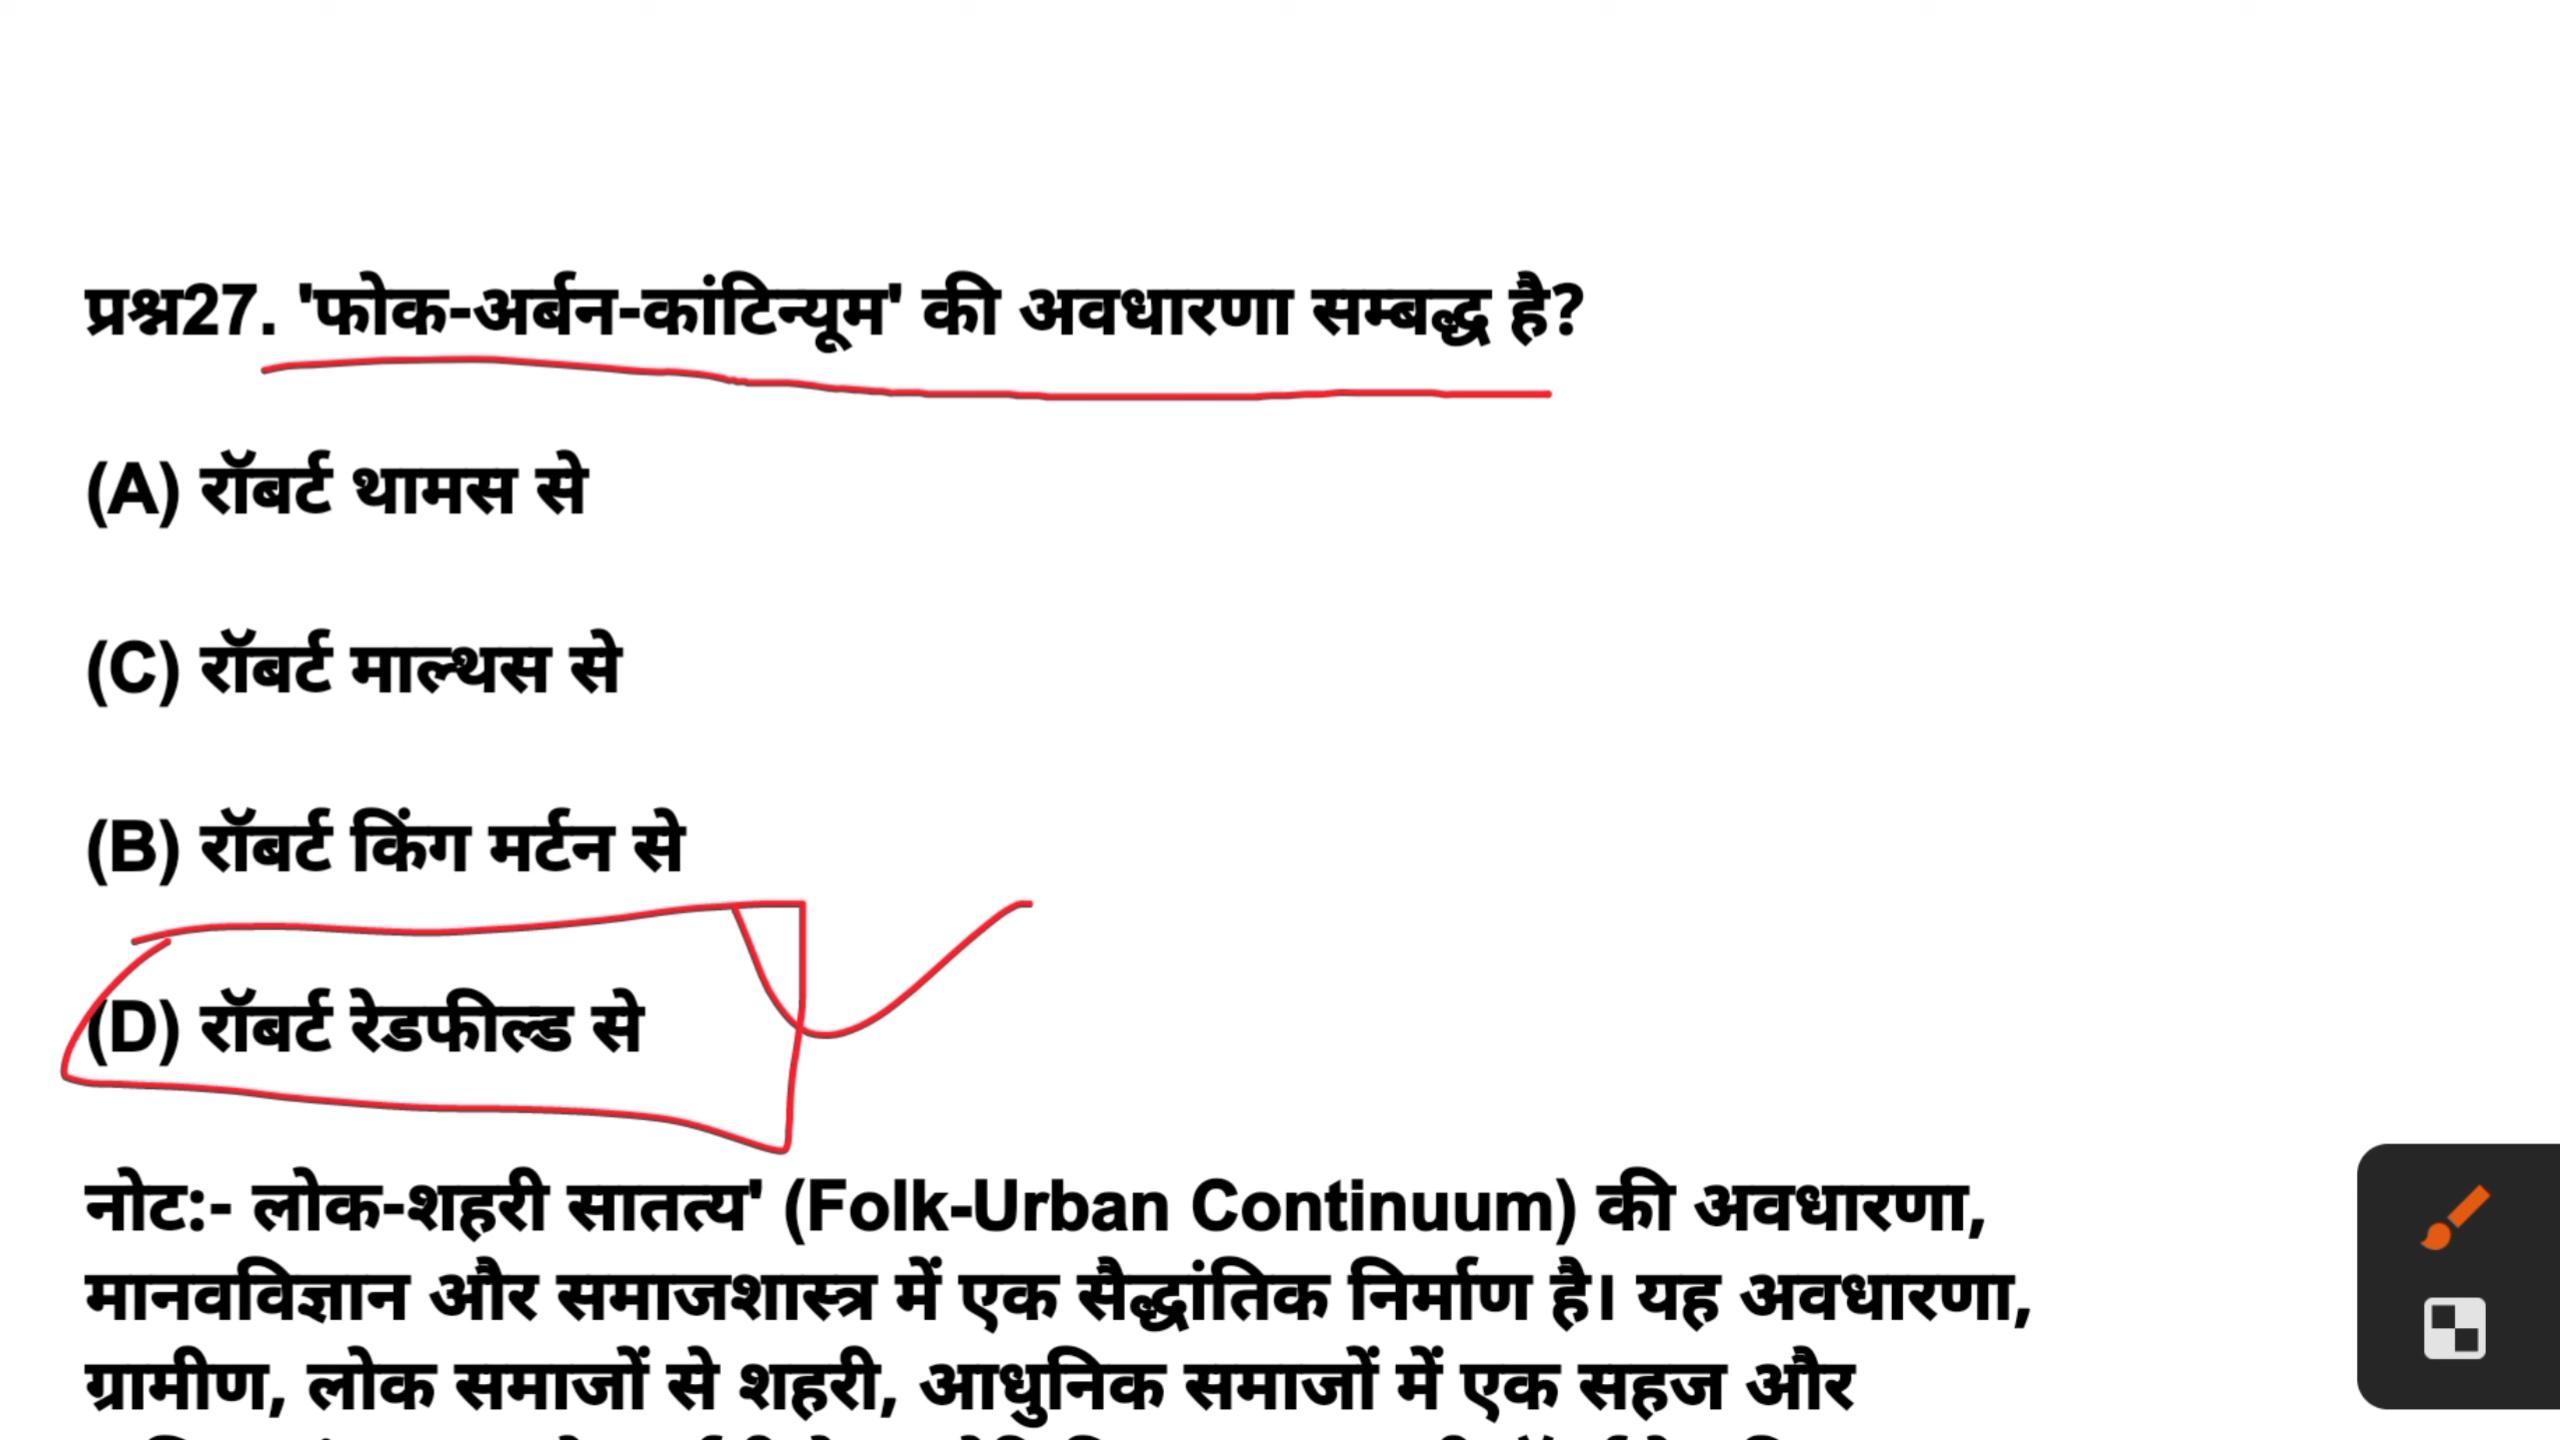 प्रश्न27. 'फोक-अर्बन-कांटिन्यूम' की अवधारणा सम्बद्ध है?
(A) रॉबर्ट थामस से
(C) रॉबर्ट माल्थस से
(B) रॉबर्ट किंग मर्टन से
(D) रॉबर्ट रेडफील्ड से
नोट:- लोक-शहरी सातत्य' (Folk-Urban Continuum) की अवधारणा,
मानवविज्ञान और समाजशास्त्र में एक सैद्धांतिक निर्माण है। यह अवधारणा,
ग्रामीण, लोक समाजों से शहरी, आधुनिक समाजों में एक सहज और